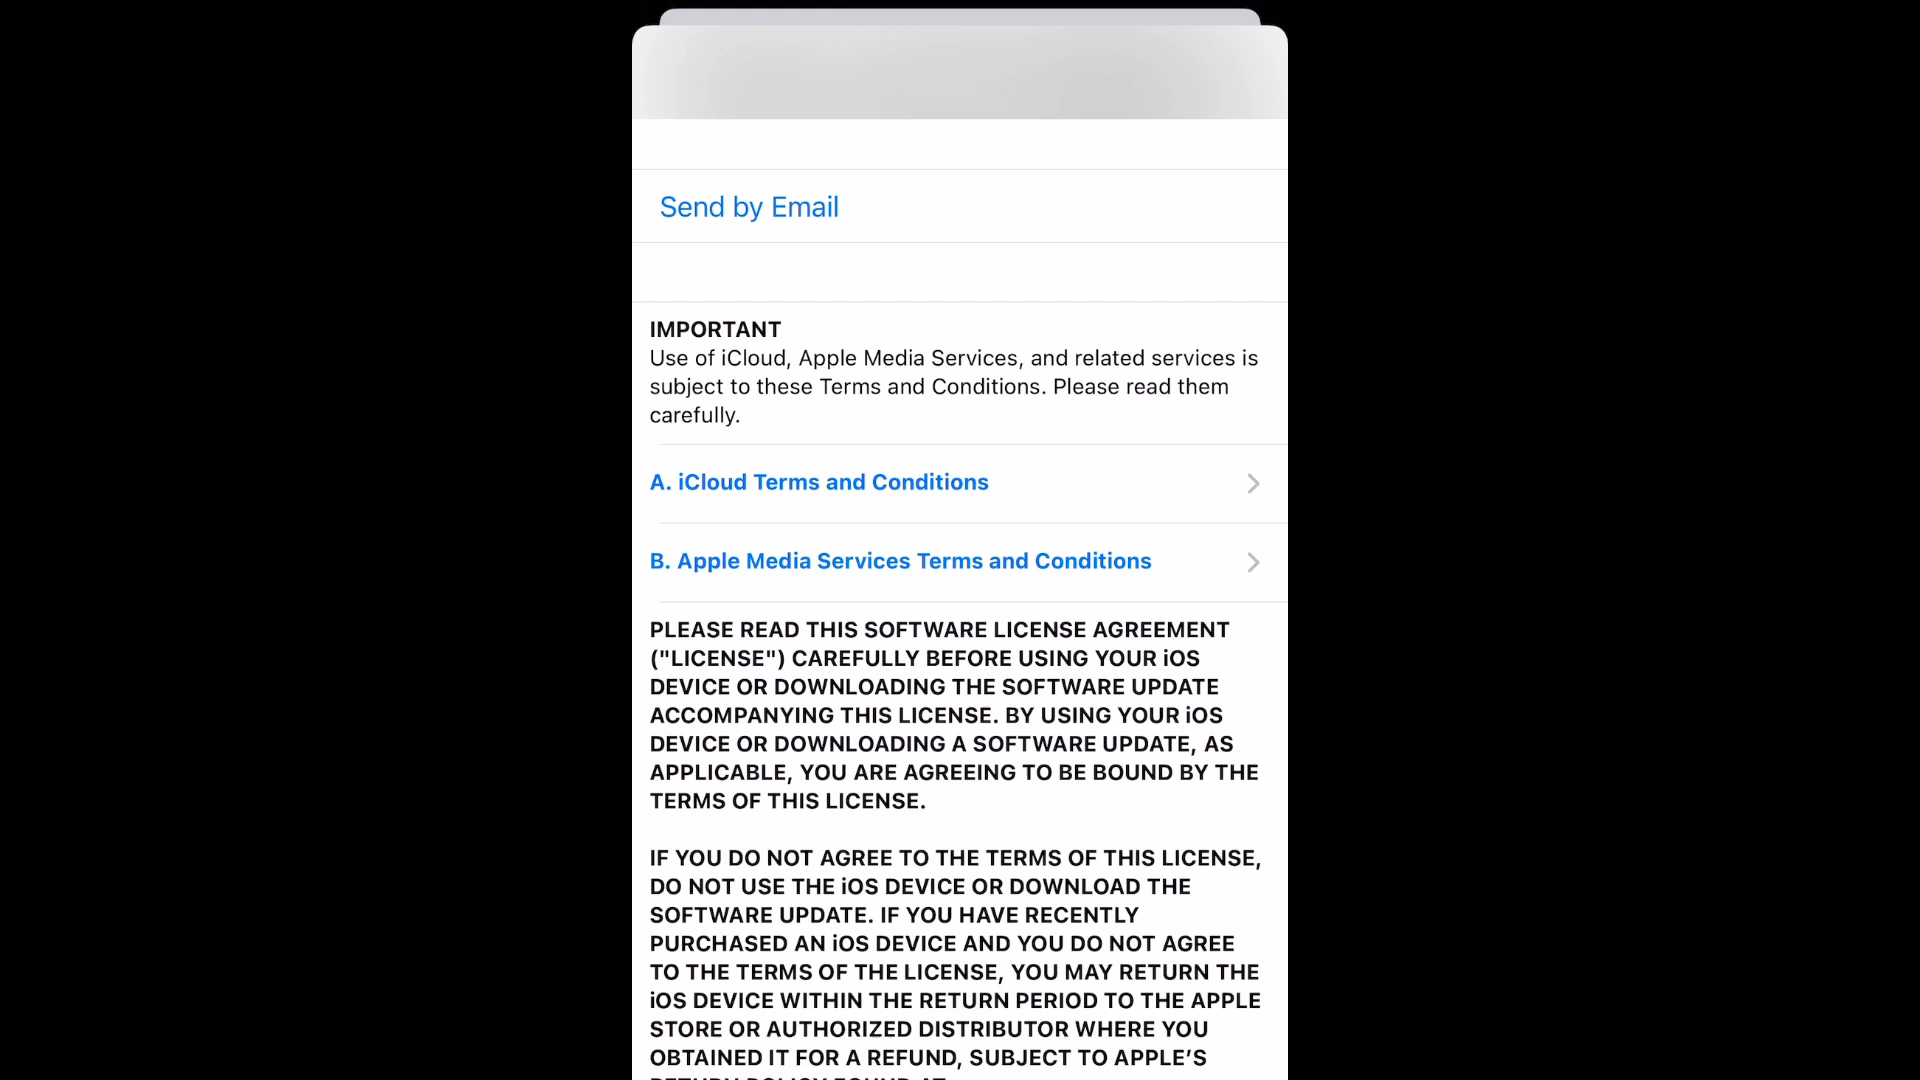 Send by Email
IMPORTANT
Use of iCloud, Apple Media Services, and related services is
subject to these Terms and Conditions. Please read them
carefully.
A. iCloud Terms and Conditions
B. Apple Media Services Terms and Conditions
PLEASE READ THIS SOFTWARE LICENSE AGREEMENT
("LICENSE") CAREFULLY BEFORE USING YOUR iOS
DEVICE OR DOWNLOADING THE SOFTWARE UPDATE
ACCOMPANYING THIS LICENSE. BY USING YOUR iOS
DEVICE OR DOWNLOADING A SOFTWARE UPDATE, AS
APPLICABLE, YOU ARE AGREEING TO BE BOUND BY THE
TERMS OF THIS LICENSE.
IF YOU DO NOT AGREE TO THE TERMS OF THIS LICENSE,
DO NOT USE THE iOS DEVICE OR DOWNLOAD THE
SOFTWARE UPDATE. IF YOU HAVE RECENTLY
PURCHASED AN iOS DEVICE AND YOU DO NOT AGREE
TO THE TERMS OF THE LICENSE, YOU MAY RETURN THE
iOS DEVICE WITHIN THE RETURN PERIOD TO THE APPLE
STORE OR AUTHORIZED DISTRIBUTOR WHERE YOU
OBTAINED IT FOR A REFUND, SUBJECT TO APPLE’S